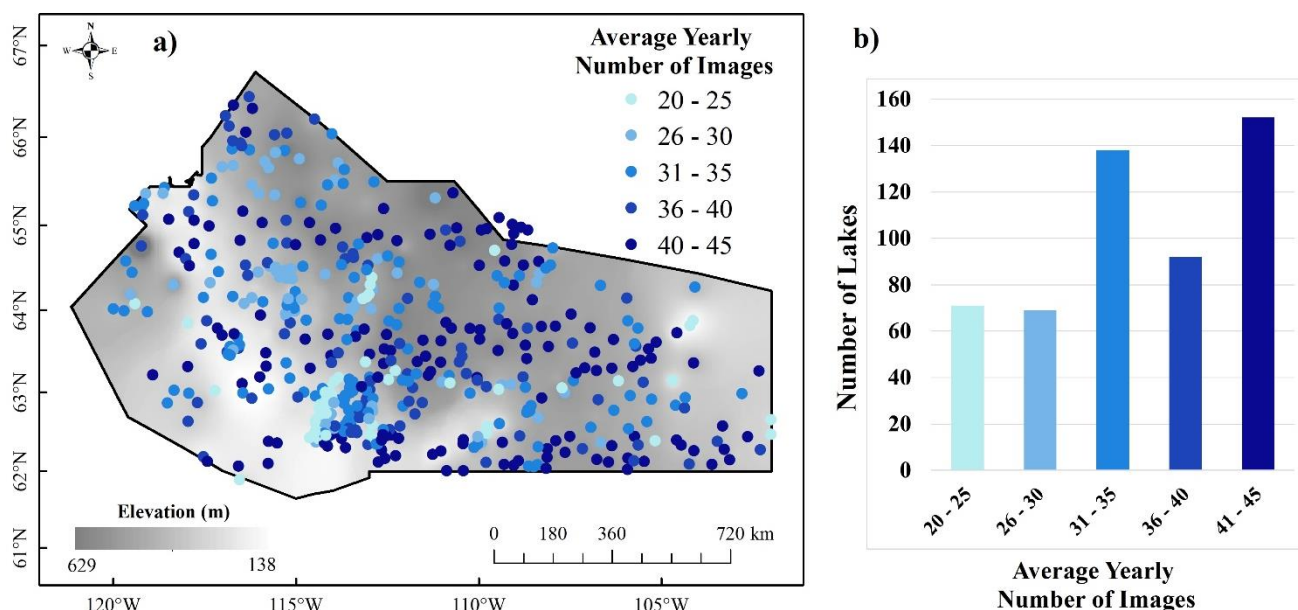 a)
N
W E
S
Average Yearly
Number of Images
20 - 25
26 - 30
31 - 35
36 - 40
40 - 45
67°N
66°N
65°N
64°N
63°N
62°N
61°N
Elevation (m)
629 138
0 180 360 720 km
120°W 115°W 110°W 105°W
b)
Number of Lakes
160
140
120
100
80
60
40
20
0
20 - 25
26 - 30
31 - 35
36 - 40
41 - 45
Average Yearly
Number of Images